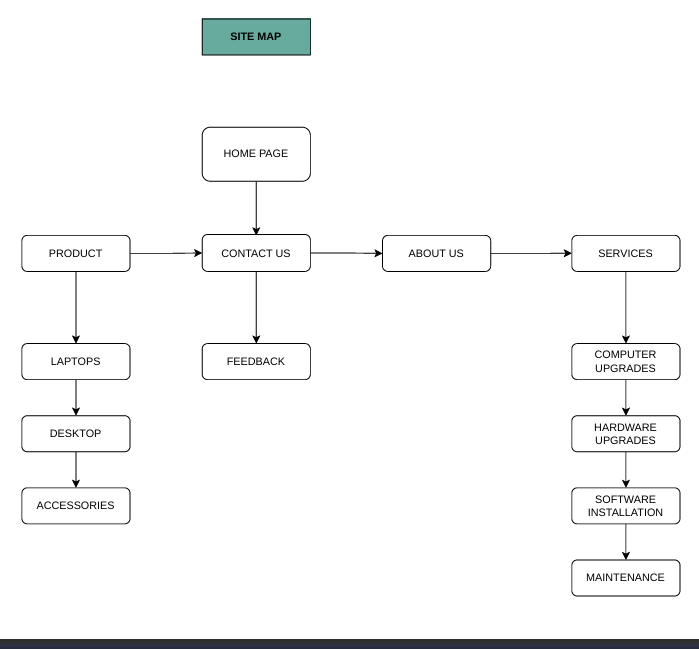 SITE MAP
HOME PAGE
PRODUCT
CONTACT US
ABOUT US
SERVICES
LAPTOPS
FEEDBACK
COMPUTER
UPGRADES
DESKTOP
HARDWARE
UPGRADES
ACCESSORIES
SOFTWARE
INSTALLATION
MAINTENANCE